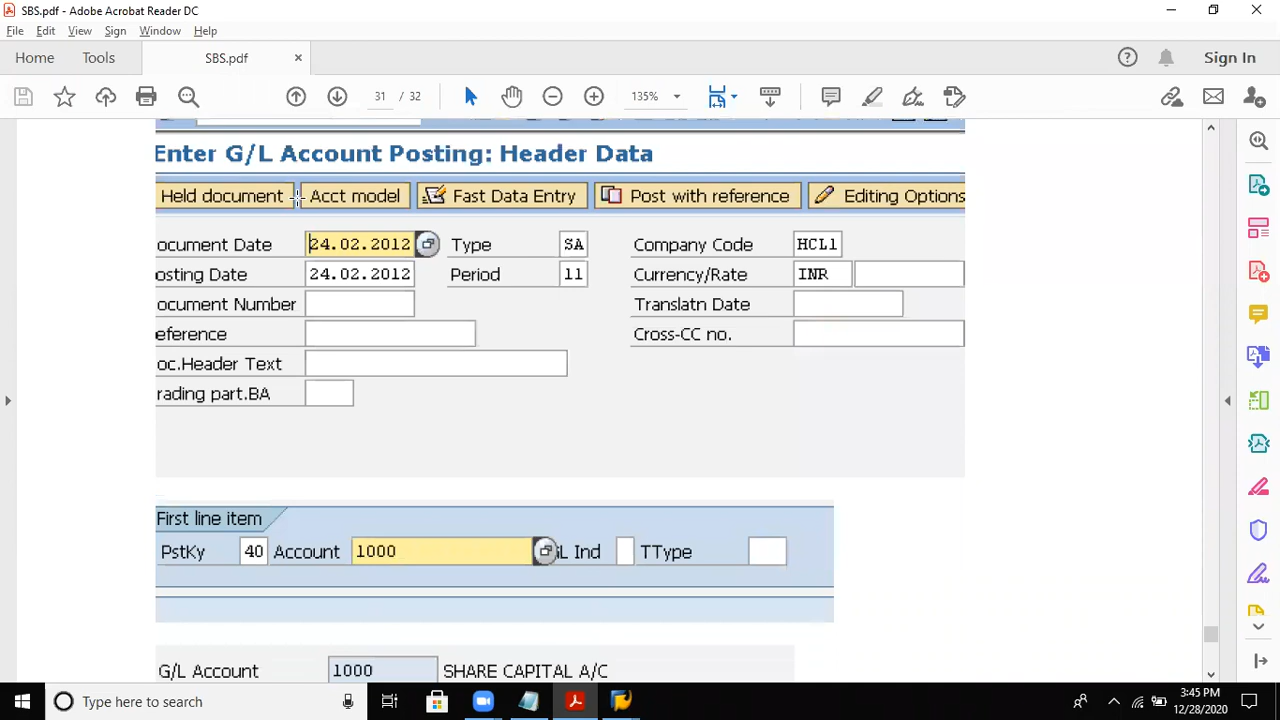 SBS.pdf - Adobe Acrobat Reader DC
File Edit View Sign Window Help
Home Tools SBS.pdf × Sign In
31 / 32 135%
Enter G/L Account Posting: Header Data
Held document Acct model Fast Data Entry Post with reference Editing Options
ocument Date 24.02.2012 Type SA Company Code HCL1
osting Date 24.02.2012 Period 11 Currency/Rate INR
ocument Number Translatn Date
eference Cross-CC no.
oc.Header Text
rading part.BA
First line item
PstKy 40 Account 1000 L Ind TType
G/L Account 1000 SHARE CAPITAL A/C
Type here to search
3:45 PM
12/28/2020